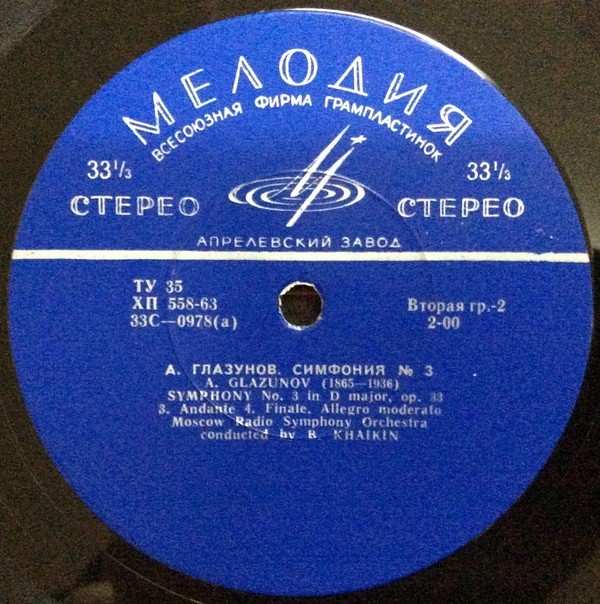 МЕЛОДИЯ
ВСЕСОЮЗНАЯ ФИРМА ГРАМПЛАСТИНОК
33⅓ 33⅓
СТЕРЕО СТЕРЕО
АПРЕЛЕВСКИЙ ЗАВОД
ТУ 35
ХП 558-63 Вторая гр.-2
33С—0978(а) 2-00
А. ГЛАЗУНОВ. СИМФОНИЯ № 3
A. GLAZUNOV (1865—1936)
SYMPHONY No. 3 in D major, op. 33
3. Andante 4. Finale. Allegro moderato
Moscow Radio Symphony Orchestra
conducted by B. KHAIKIN